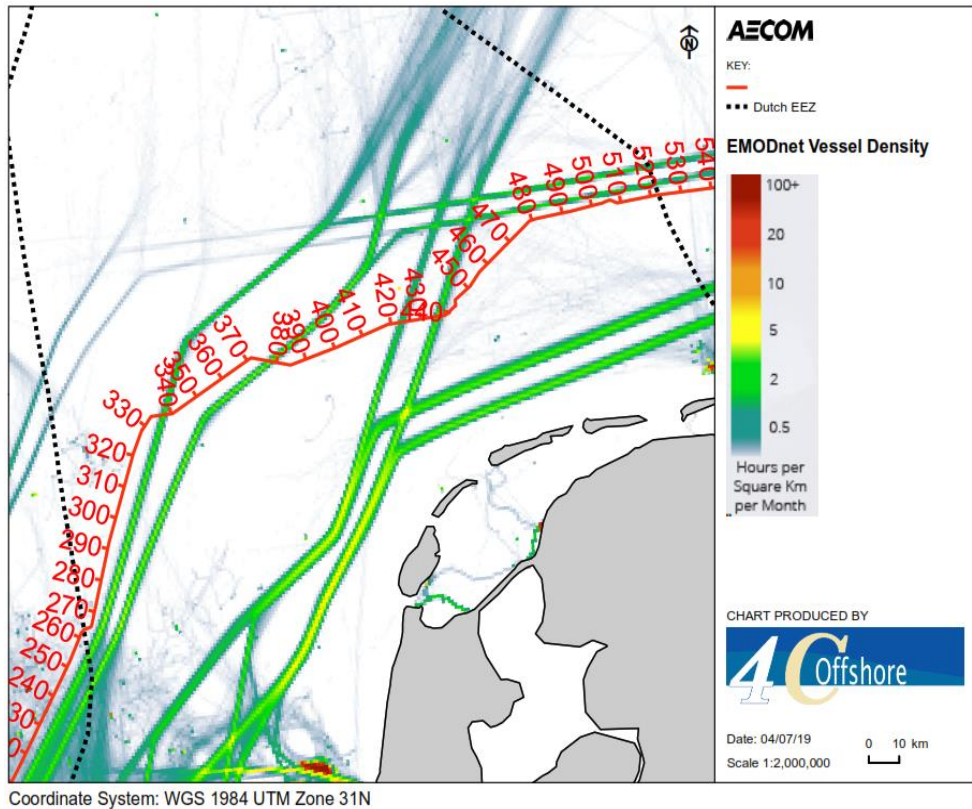 N
540
530
520
510
500
490
480
470
460
450
440
430
420
410
400
390
380
370
360
350
340
330
320
310
300
290
280
270
260
250
240
30
0
AECOM
KEY:
Dutch EEZ
EMODnet Vessel Density
100+
20
10
5
2
0.5
Hours per
Square Km
per Month
CHART PRODUCED BY
4C Offshore
Date: 04/07/19
0 10 km
Scale 1:2,000,000
Coordinate System: WGS 1984 UTM Zone 31N